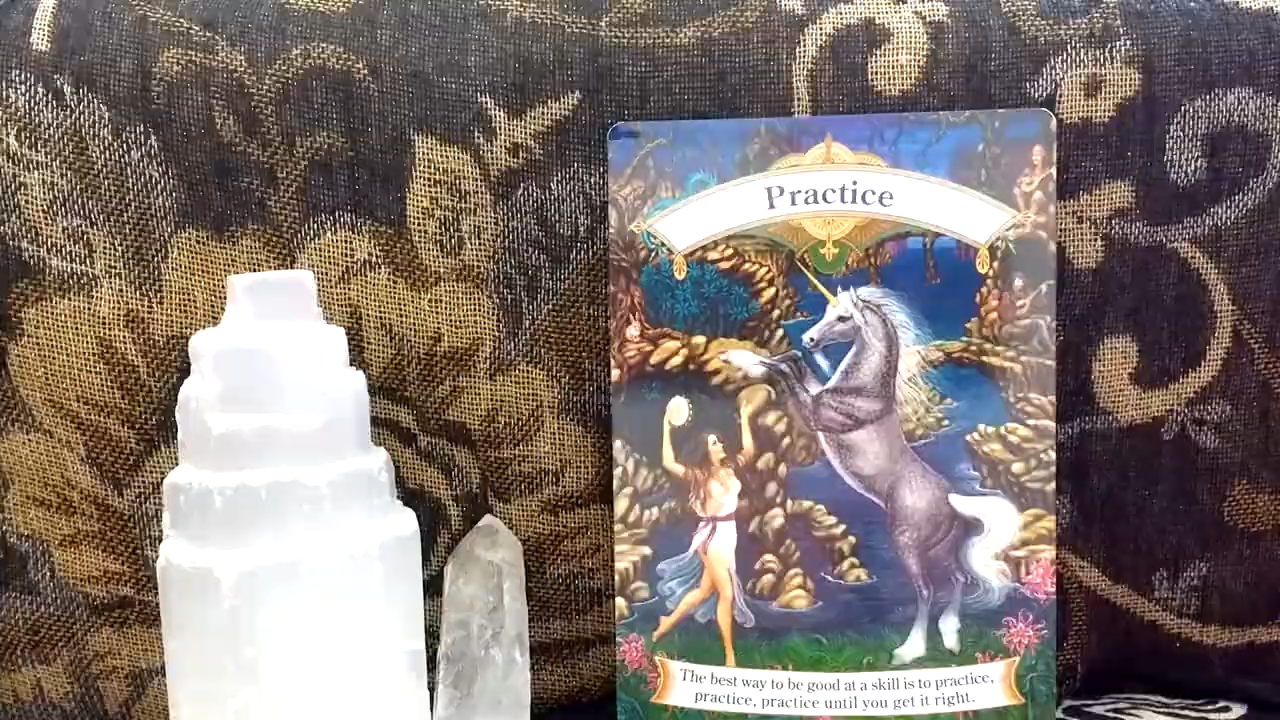 Practice
The best way to be good at a skill is to practice,
practice, practice until you get it right.